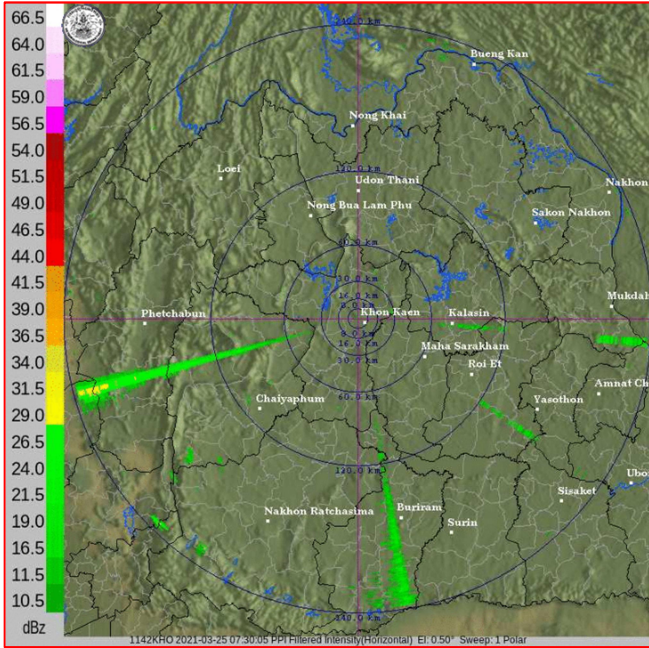 66.5
64.0
61.5
59.0
56.5
54.0
51.5
49.0
46.5
44.0
41.5
39.0
36.5
34.0
31.5
29.0
26.5
24.0
21.5
19.0
16.5
11.5
10.5
dBz
Bueng Kan
Nong Khai
Loei
Udon Thani
Nakhon
Nong Bua Lam Phu
Sakon Nakhon
Mukdah
Phetchabun
Khon Kaen
Kalasin
Maha Sarakham
Roi Et
Amnat Ch
Chaiyaphum
Yasothon
120.0 km
Ubo
Sisaket
Nakhon Ratchasima
Buriram
Surin
1142KHO 2021-03-25 07:30:05 PPI Filtered Intensity(Horizontal) El: 0.50° Sweep: 1 Polar